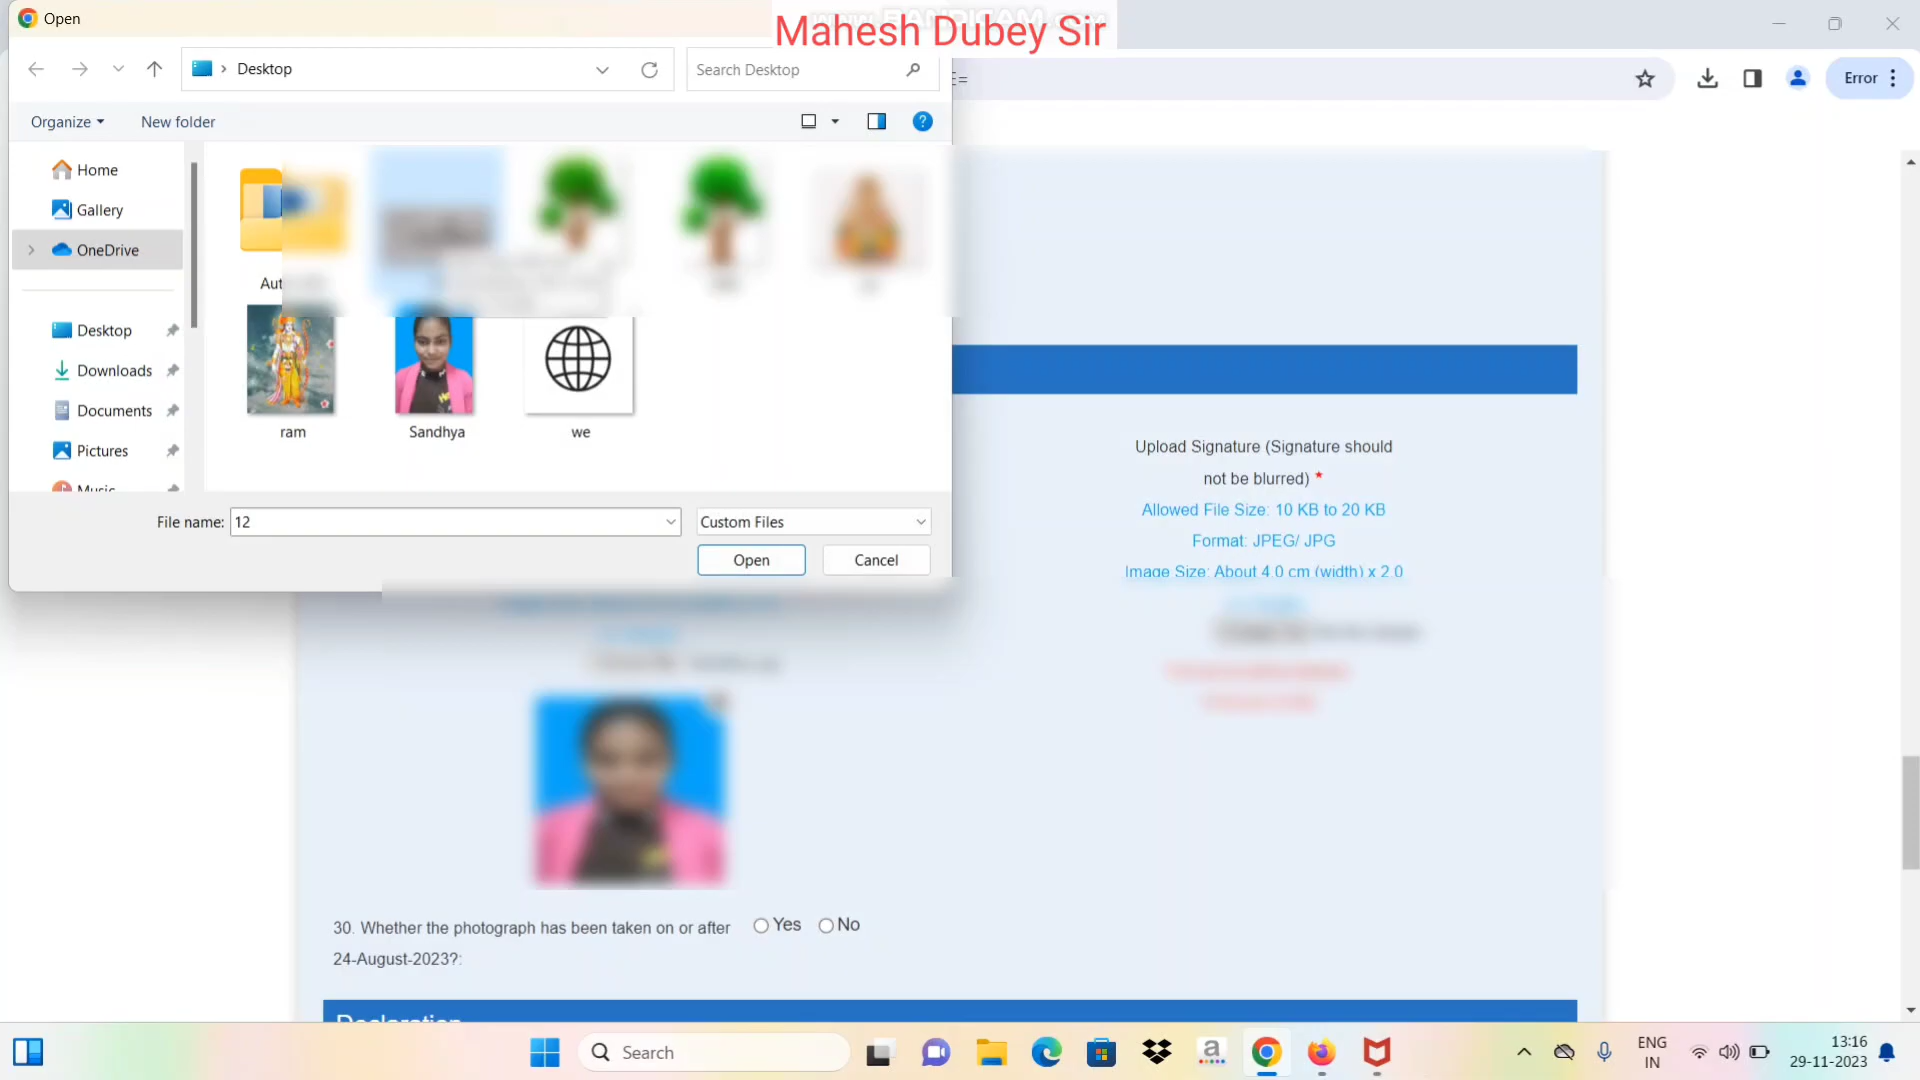 Open
Mahesh Dubey Sir
Desktop
Search Desktop
E=
Error
Organize
New folder
Home
Gallery
OneDrive
Desktop
Downloads
Documents
Pictures
Music
ram
Sandhya
we
File name:
12
Custom Files
Open
Cancel
Upload Signature (Signature should
not be blurred) *
Allowed File Size: 10 KB to 20 KB
Format: JPEG/ JPG
Image Size: About 4.0 cm (width) x 2.0
30. Whether the photograph has been taken on or after
24-August-2023?:
Yes
No
Declaration
Search
ENG
IN
13:16
29-11-2023